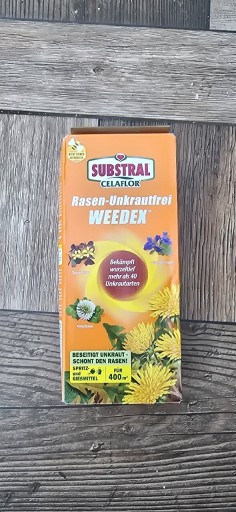 SUBSTRAL
CELAFLOR
Rasen-Unkrautfrei
WEEDEX
Bekämpft
wurzeltief
mehr als 40
Unkrautarten
BESEITIGT UNKRAUT -
SCHONT DEN RASEN!
SPRITZ-
und
GIESSMITTEL
FÜR
400 m²